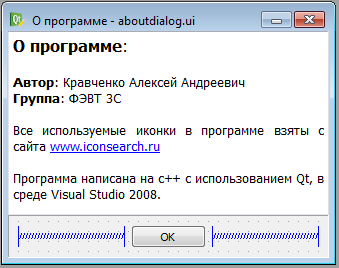 О программе - aboutdialog.ui
О программе:
Автор: Кравченко Алексей Андреевич
Группа: ФЭВТ 3С
Все используемые иконки в программе взяты с
сайта www.iconsearch.ru
Программа написана на с++ с использованием Qt, в
среде Visual Studio 2008.
OK